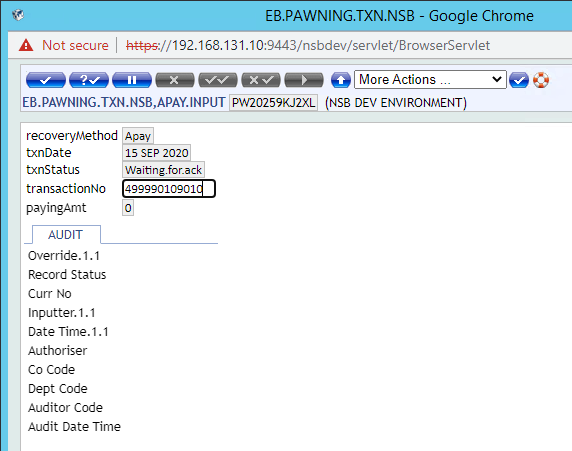 EB.PAWNING.TXN.NSB - Google Chrome
Not secure https://192.168.131.10:9443/nsbdev/servlet/BrowserServlet
More Actions ...
EB.PAWNING.TXN.NSB,APAY.INPUT PW20259KJ2XL (NSB DEV ENVIRONMENT)
recoveryMethod Apay
txnDate 15 SEP 2020
txnStatus Waiting.for.ack
transactionNo 499990109010
payingAmt 0
AUDIT
Override.1.1
Record Status
Curr No
Inputter.1.1
Date Time.1.1
Authoriser
Co Code
Dept Code
Auditor Code
Audit Date Time